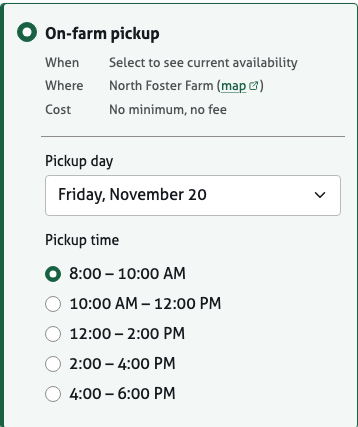 On-farm pickup
When Select to see current availability
Where North Foster Farm (map)
Cost No minimum, no fee
Pickup day
Friday, November 20
Pickup time
8:00 – 10:00 AM
10:00 AM – 12:00 PM
12:00 – 2:00 PM
2:00 – 4:00 PM
4:00 – 6:00 PM